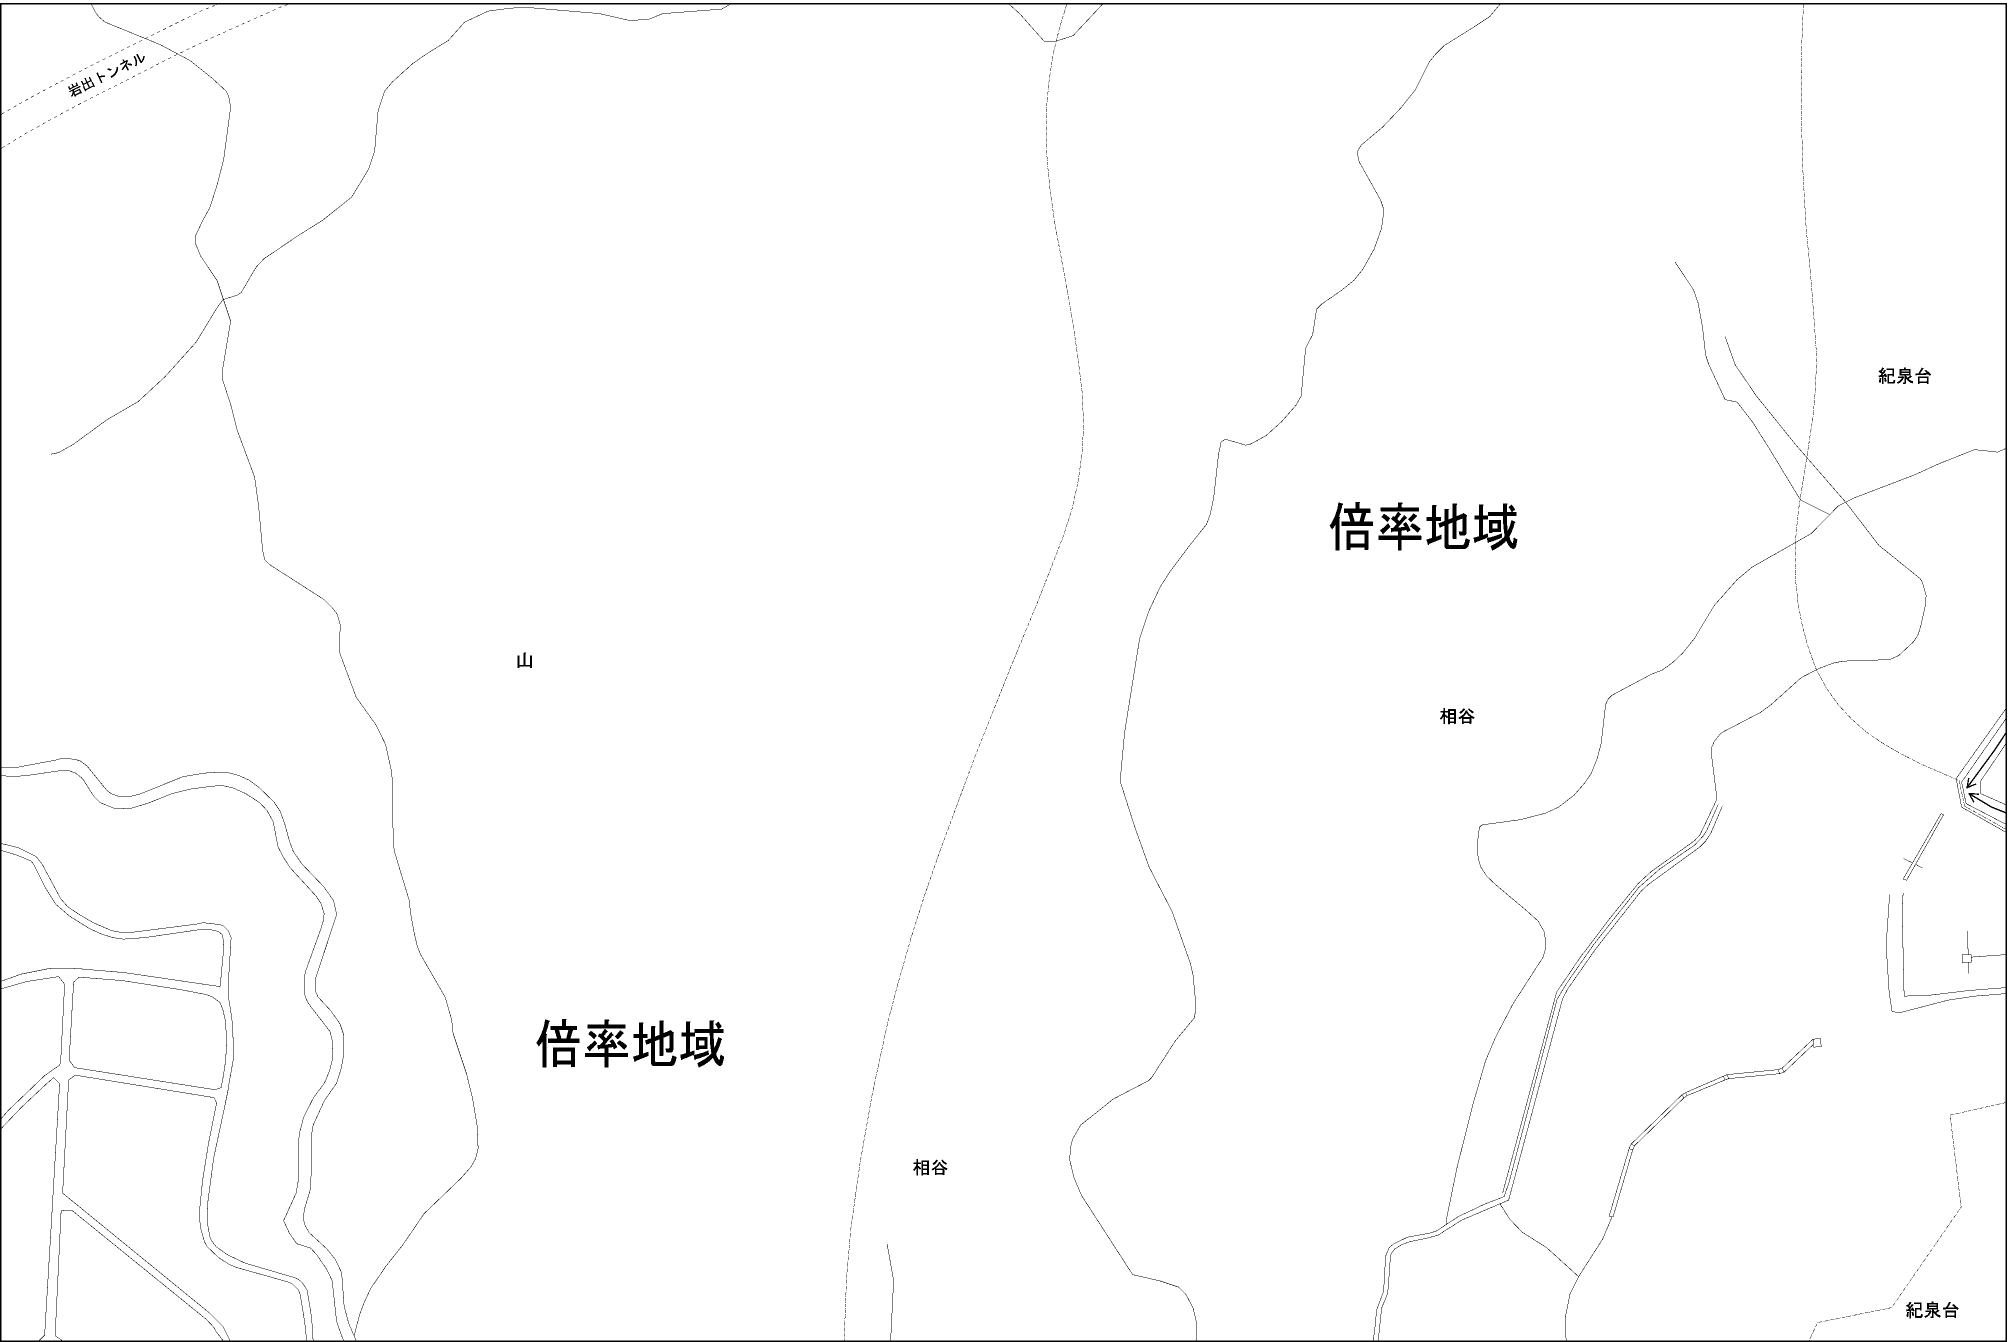 岩出トンネル
紀泉台
倍率地域
山
相谷
倍率地域
相谷
紀泉台